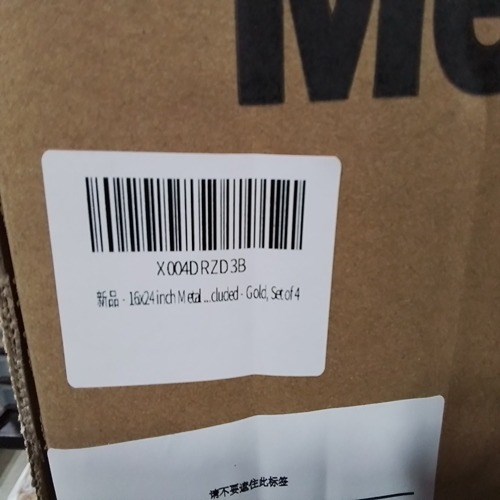 Me
X004DRZD3B
新品 - 16x24 inch Metal ...cluded - Gold, Set of 4
请不要遮住此标签